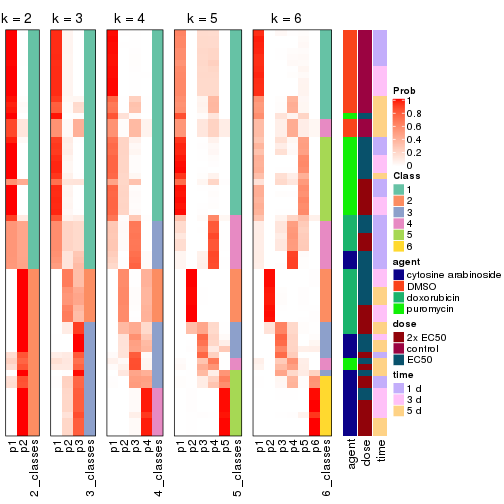 k = 2
k = 3
k = 4
k = 5
k = 6
Prob
1
0.8
0.6
0.4
0.2
0
Class
1
2
3
4
5
6
agent
cytosine arabinoside
DMSO
doxorubicin
puromycin
dose
2x EC50
control
EC50
time
1 d
3 d
5 d
p1
p2
2_classes
p1
p2
p3
3_classes
p1
p2
p3
p4
4_classes
p1
p2
p3
p4
p5
5_classes
p1
p2
p3
p4
p5
p6
6_classes
agent
dose
time